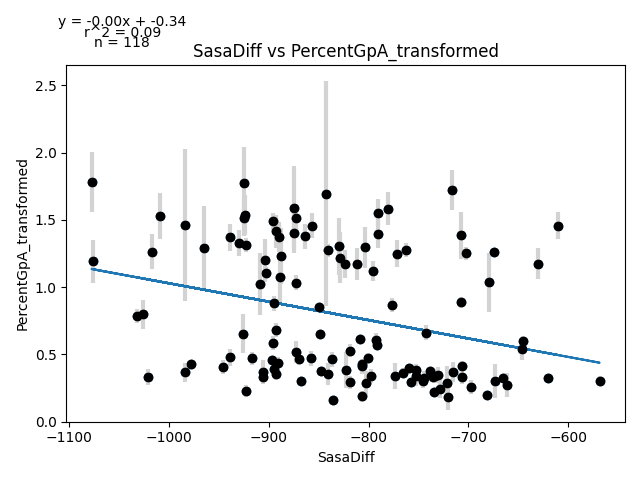 y = -0.00x + -0.34
r^2 = 0.09
n = 118
SasaDiff vs PercentGpA_transformed
PercentGpA_transformed
2.5
2.0
1.5
1.0
0.5
0.0
−1100 −1000 −900 −800 −700 −600
SasaDiff